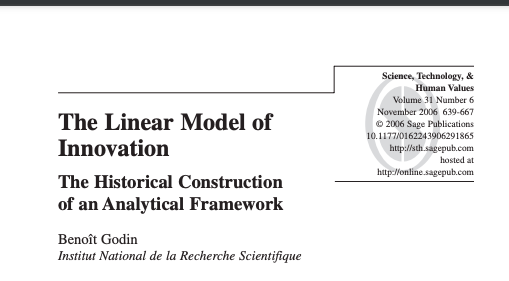 Science, Technology, &
Human Values
Volume 31 Number 6
November 2006 639-667
© 2006 Sage Publications
10.1177/0162243906291865
http://sth.sagepub.com
hosted at
http://online.sagepub.com
The Linear Model of
Innovation
The Historical Construction
of an Analytical Framework
Benoît Godin
Institut National de la Recherche Scientifique